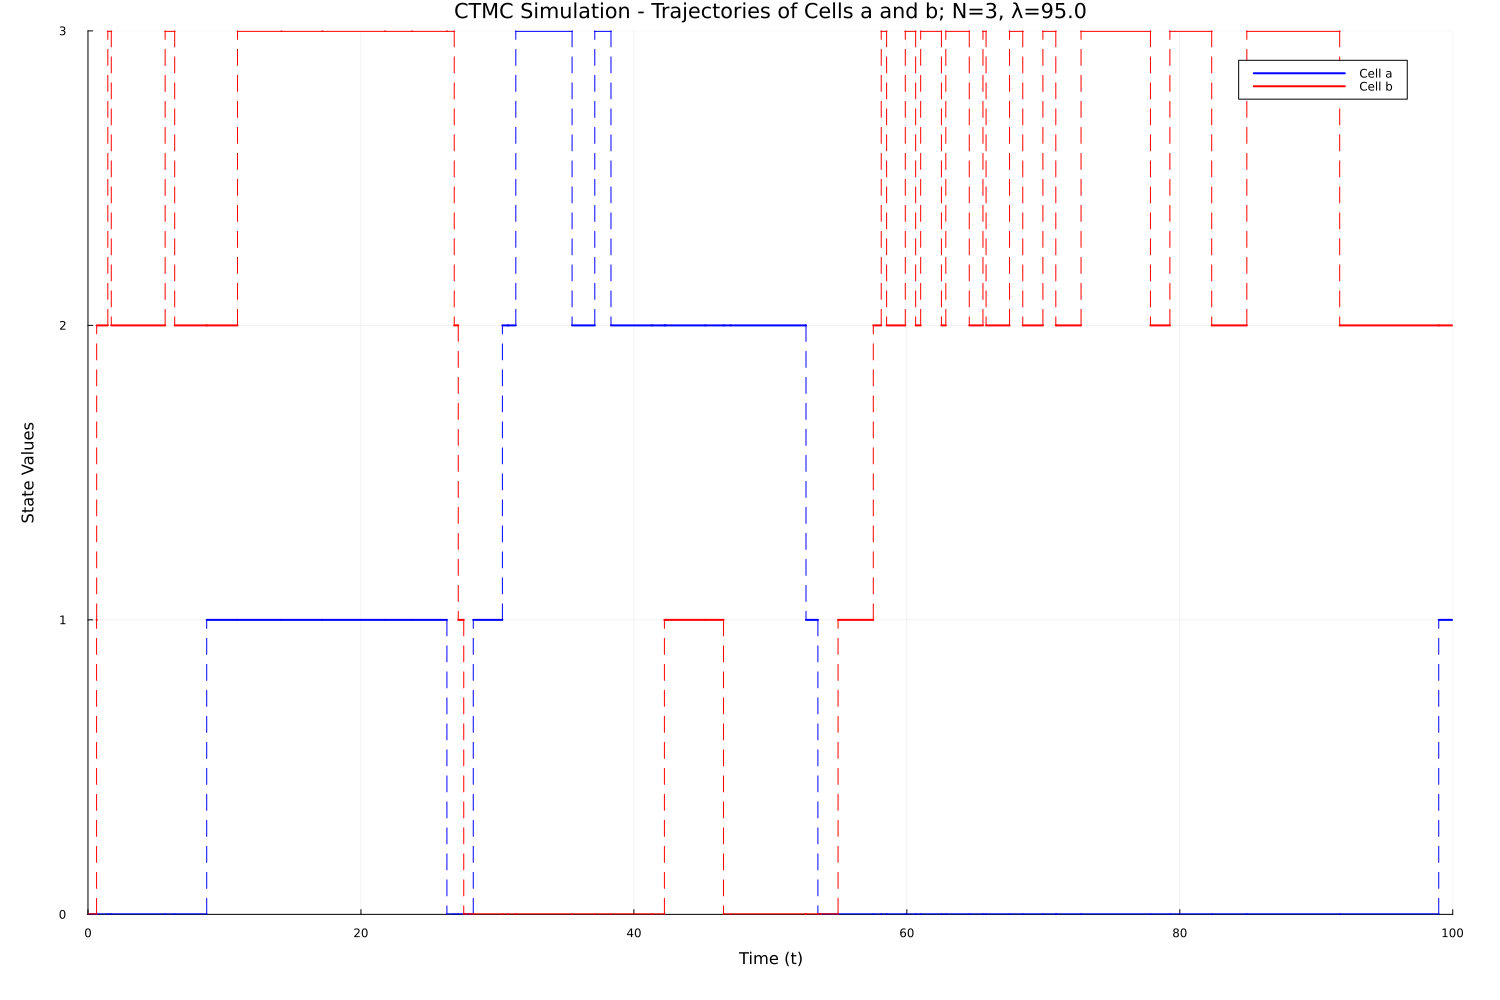 CTMC Simulation - Trajectories of Cells a and b; N=3, λ=95.0
3
Cell a
Cell b
2
State Values
1
0
0 20 40 60 80 100
Time (t)